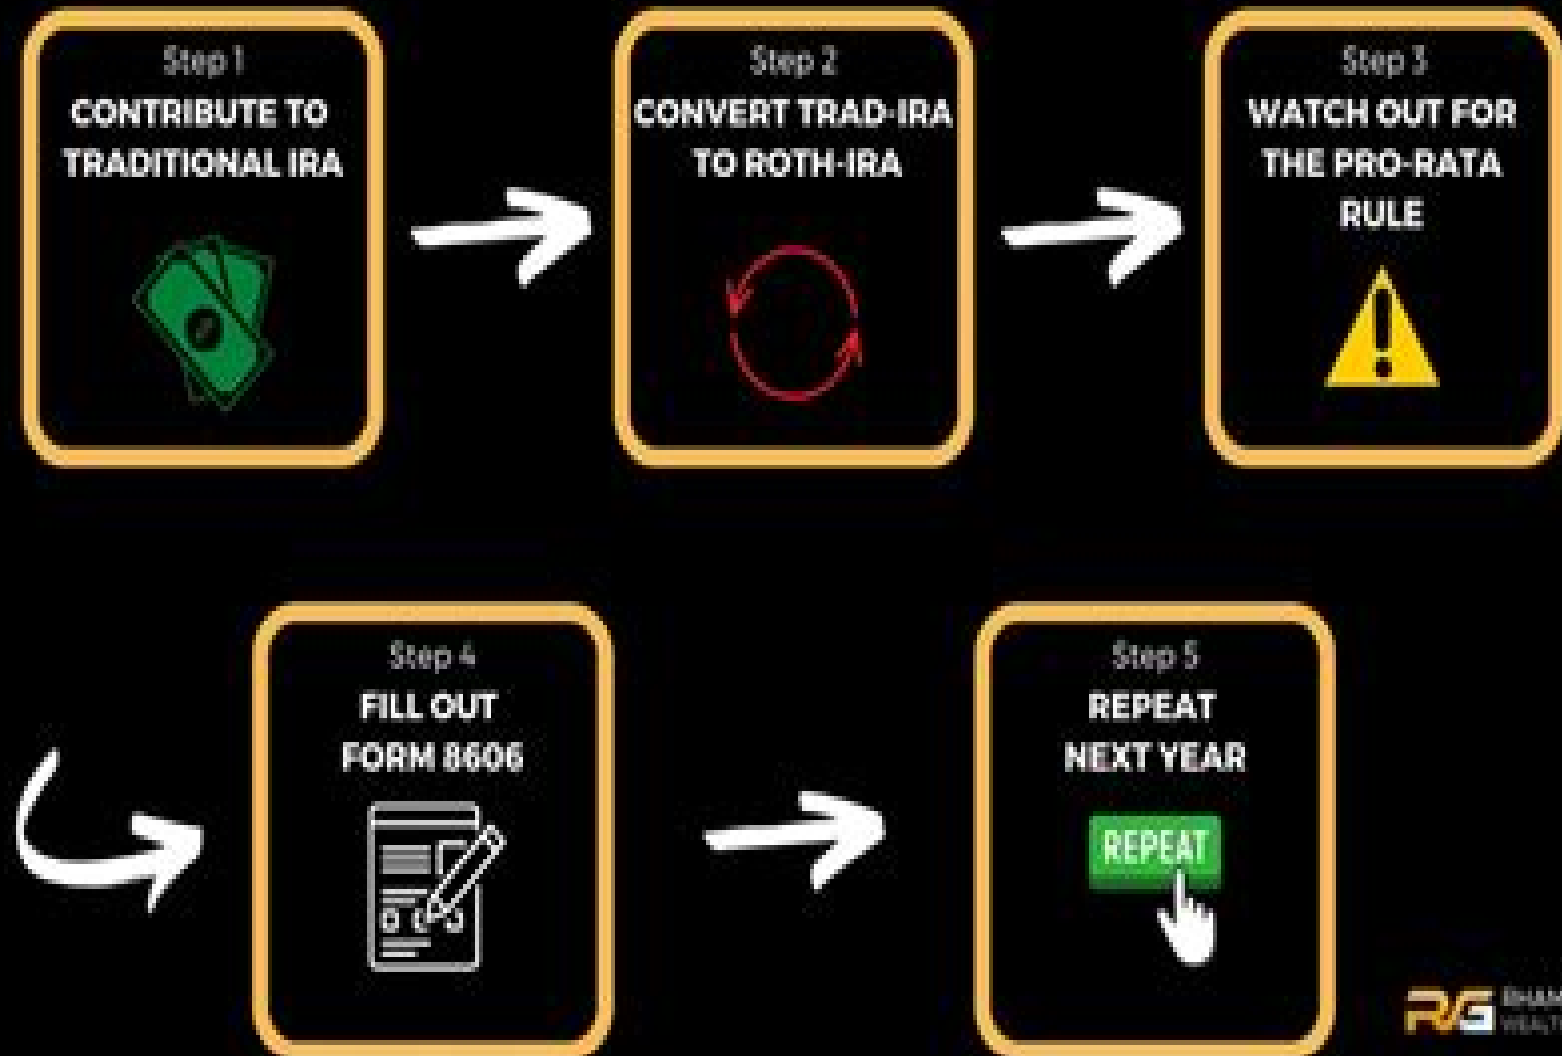 Step 1
CONTRIBUTE TO
TRADITIONAL IRA
Step 2
CONVERT TRAD-IRA
TO ROTH-IRA
Step 3
WATCH OUT FOR
THE PRO-RATA
RULE
Step 4
FILL OUT
FORM 8606
Step 5
REPEAT
NEXT YEAR
REPEAT
RG